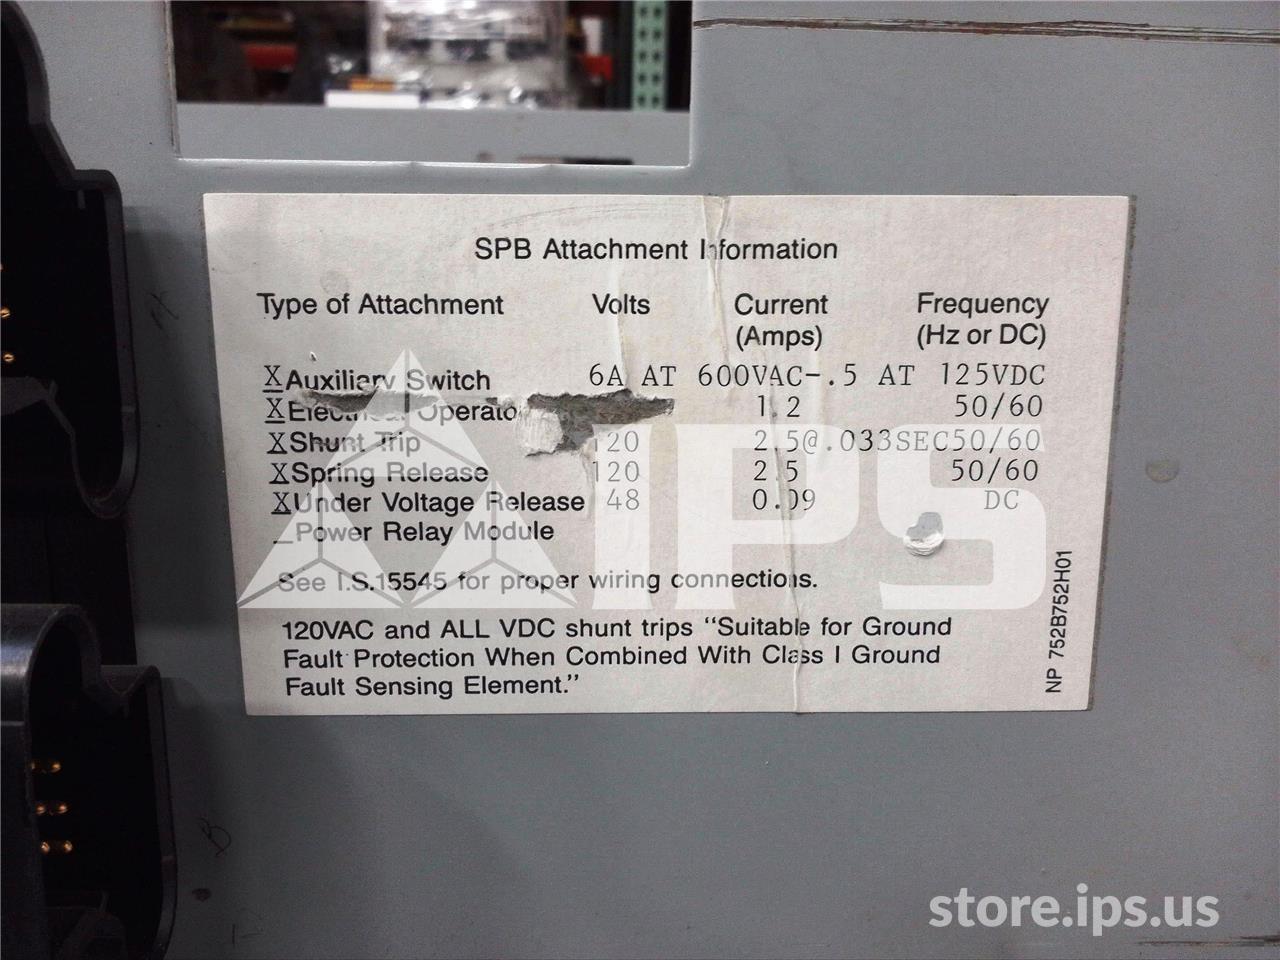 SPB Attachment Information
Type of Attachment Volts Current (Amps) Frequency (Hz or DC)
X Auxiliary Switch 6A AT 600VAC-.5 AT 125VDC
X Electrical Operator 1.2 50/60
X Shunt Trip 120 2.5@.033SEC 50/60
X Spring Release 120 2.5 50/60
X Under Voltage Release 48 0.09 DC
_Power Relay Module
See I.S.15545 for proper wiring connections.
120VAC and ALL VDC shunt trips "Suitable for Ground
Fault Protection When Combined With Class I Ground
Fault Sensing Element."
NP 752B752H01
IPS
store.ips.us